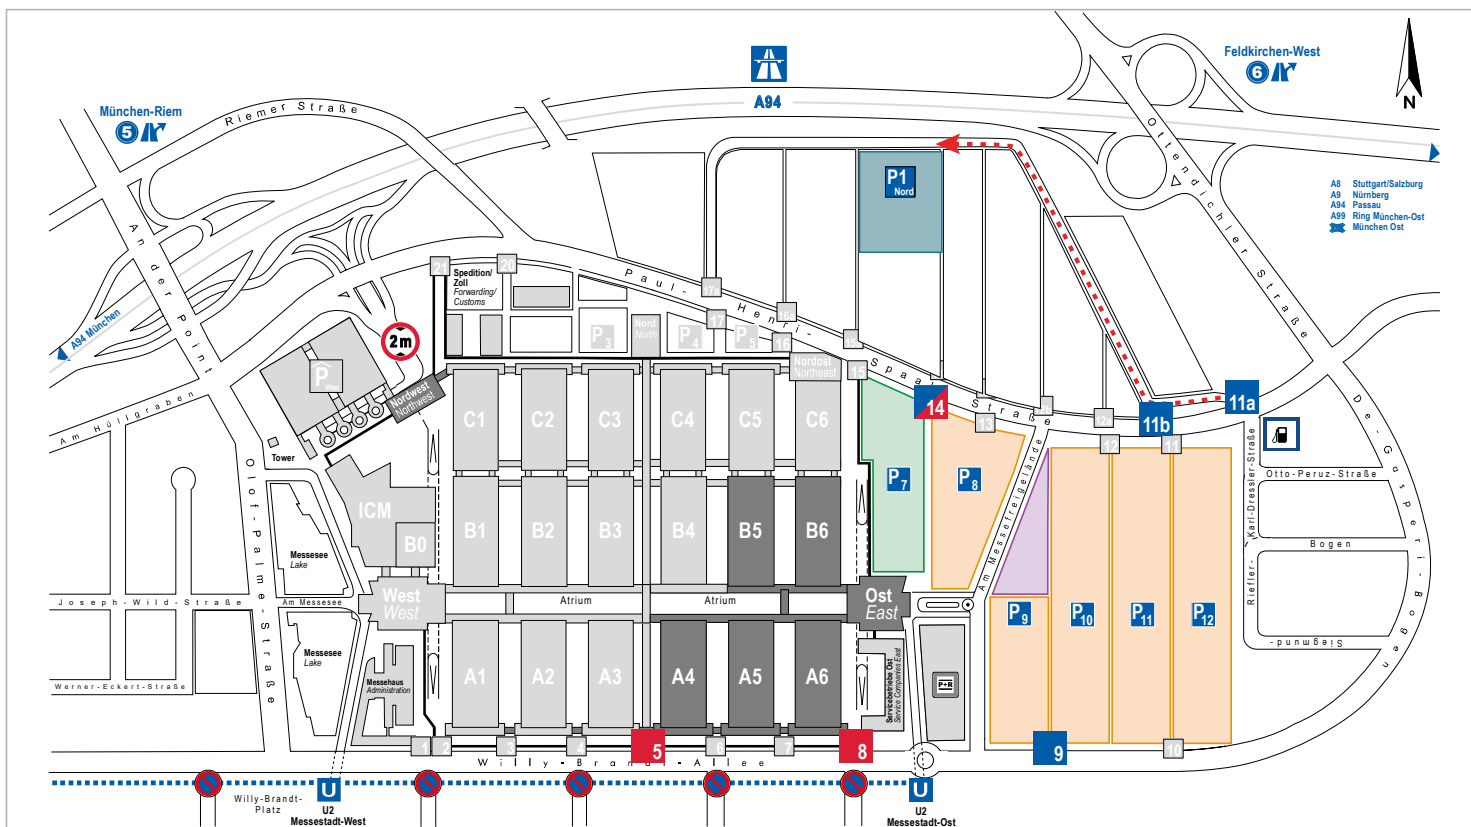 A94
Feldkirchen-West
6
N
München-Riem
5
Riemer Straße
Ottendichler Straße
P1
Nord
A8 Stuttgart/Salzburg
A9 Nürnberg
A94 Passau
A99 Ring München-Ost
München Ost
An der Point
A94 München
21
20
Spedition/
Zoll
Forwarding/
Customs
Paul-Henri-Spaak-Straße
17a
16a
17
16
15
P3
Nord
North
P4
P5
Nordost
Northeast
2m
P
West
Nordwest
Northwest
14
13
12
11
11b
11a
Am Hüllgraben
Tower
C1
C2
C3
C4
C5
C6
P7
P8
Am Messefreigelände
Karl-Dressler-Straße
Otto-Peruz-Straße
De-Gasperi-Bogen
Olof-Palme-Straße
ICM
B0
B1
B2
B3
B4
B5
B6
Messesee
Lake
Bogen
Riefler-
Joseph-Wild-Straße
Am Messesee
West
West
Atrium
Atrium
Ost
East
P9
P10
P11
P12
Siegmund-
Messesee
Lake
Werner-Eckert-Straße
Messehaus
Administration
A1
A2
A3
A4
A5
A6
Servicebetriebe Ost
Service Companies East
P+R
1
2
3
4
5
6
7
8
9
10
Willy-Brandt-Allee
Willy-Brandt-
Platz
U
U2
Messestadt-West
U
U2
Messestadt-Ost